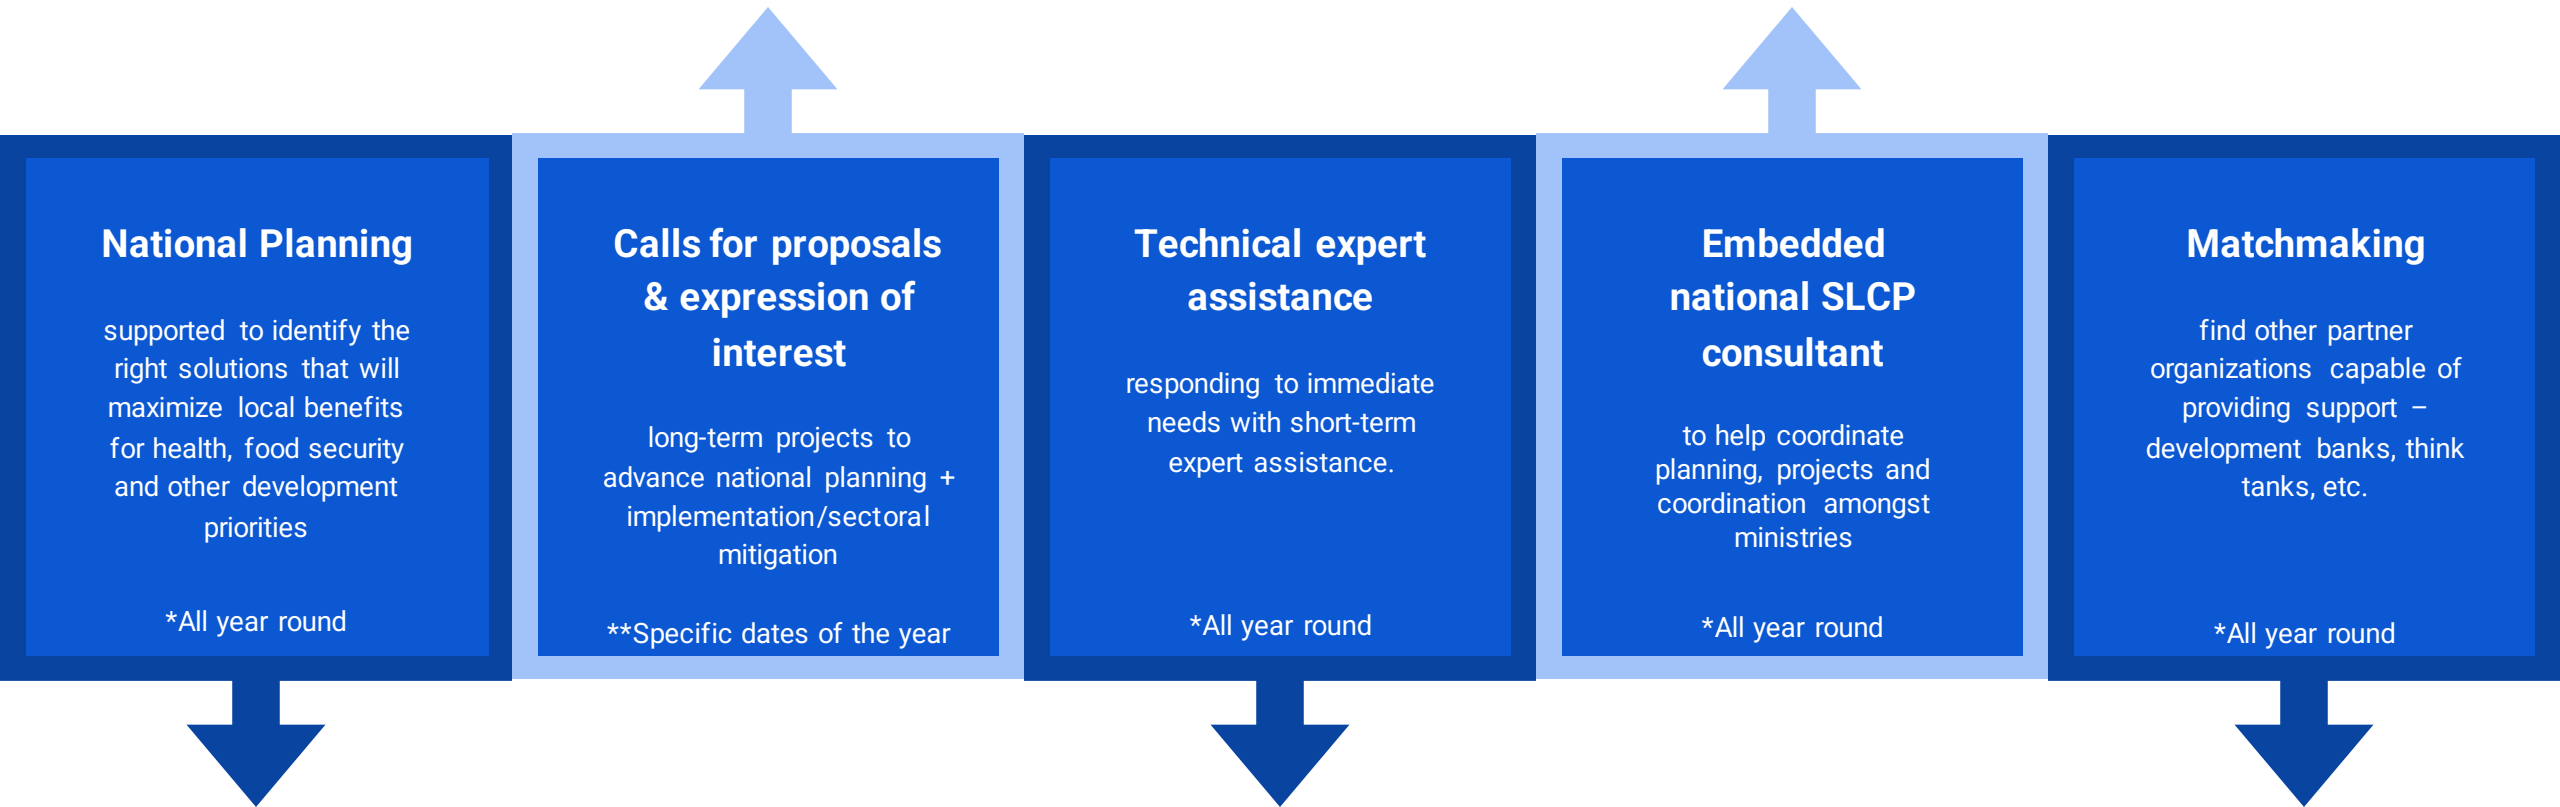 National Planning
supported to identify the
right solutions that will
maximize local benefits
for health, food security
and other development
priorities
*All year round
Calls for proposals
& expression of
interest
long-term projects to
advance national planning +
implementation/sectoral
mitigation
**Specific dates of the year
Technical expert
assistance
responding to immediate
needs with short-term
expert assistance.
*All year round
Embedded
national SLCP
consultant
to help coordinate
planning, projects and
coordination amongst
ministries
*All year round
Matchmaking
find other partner
organizations capable of
providing support –
development banks, think
tanks, etc.
*All year round